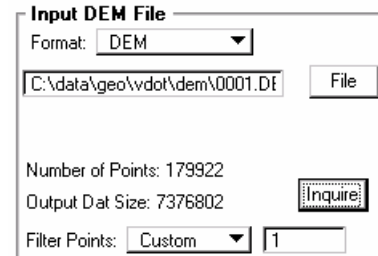 Input DEM File
Format: DEM
C:\data\geo\vdot\dem\0001.DE File
Number of Points: 179922
Output Dat Size: 7376802
Inquire
Filter Points: Custom 1